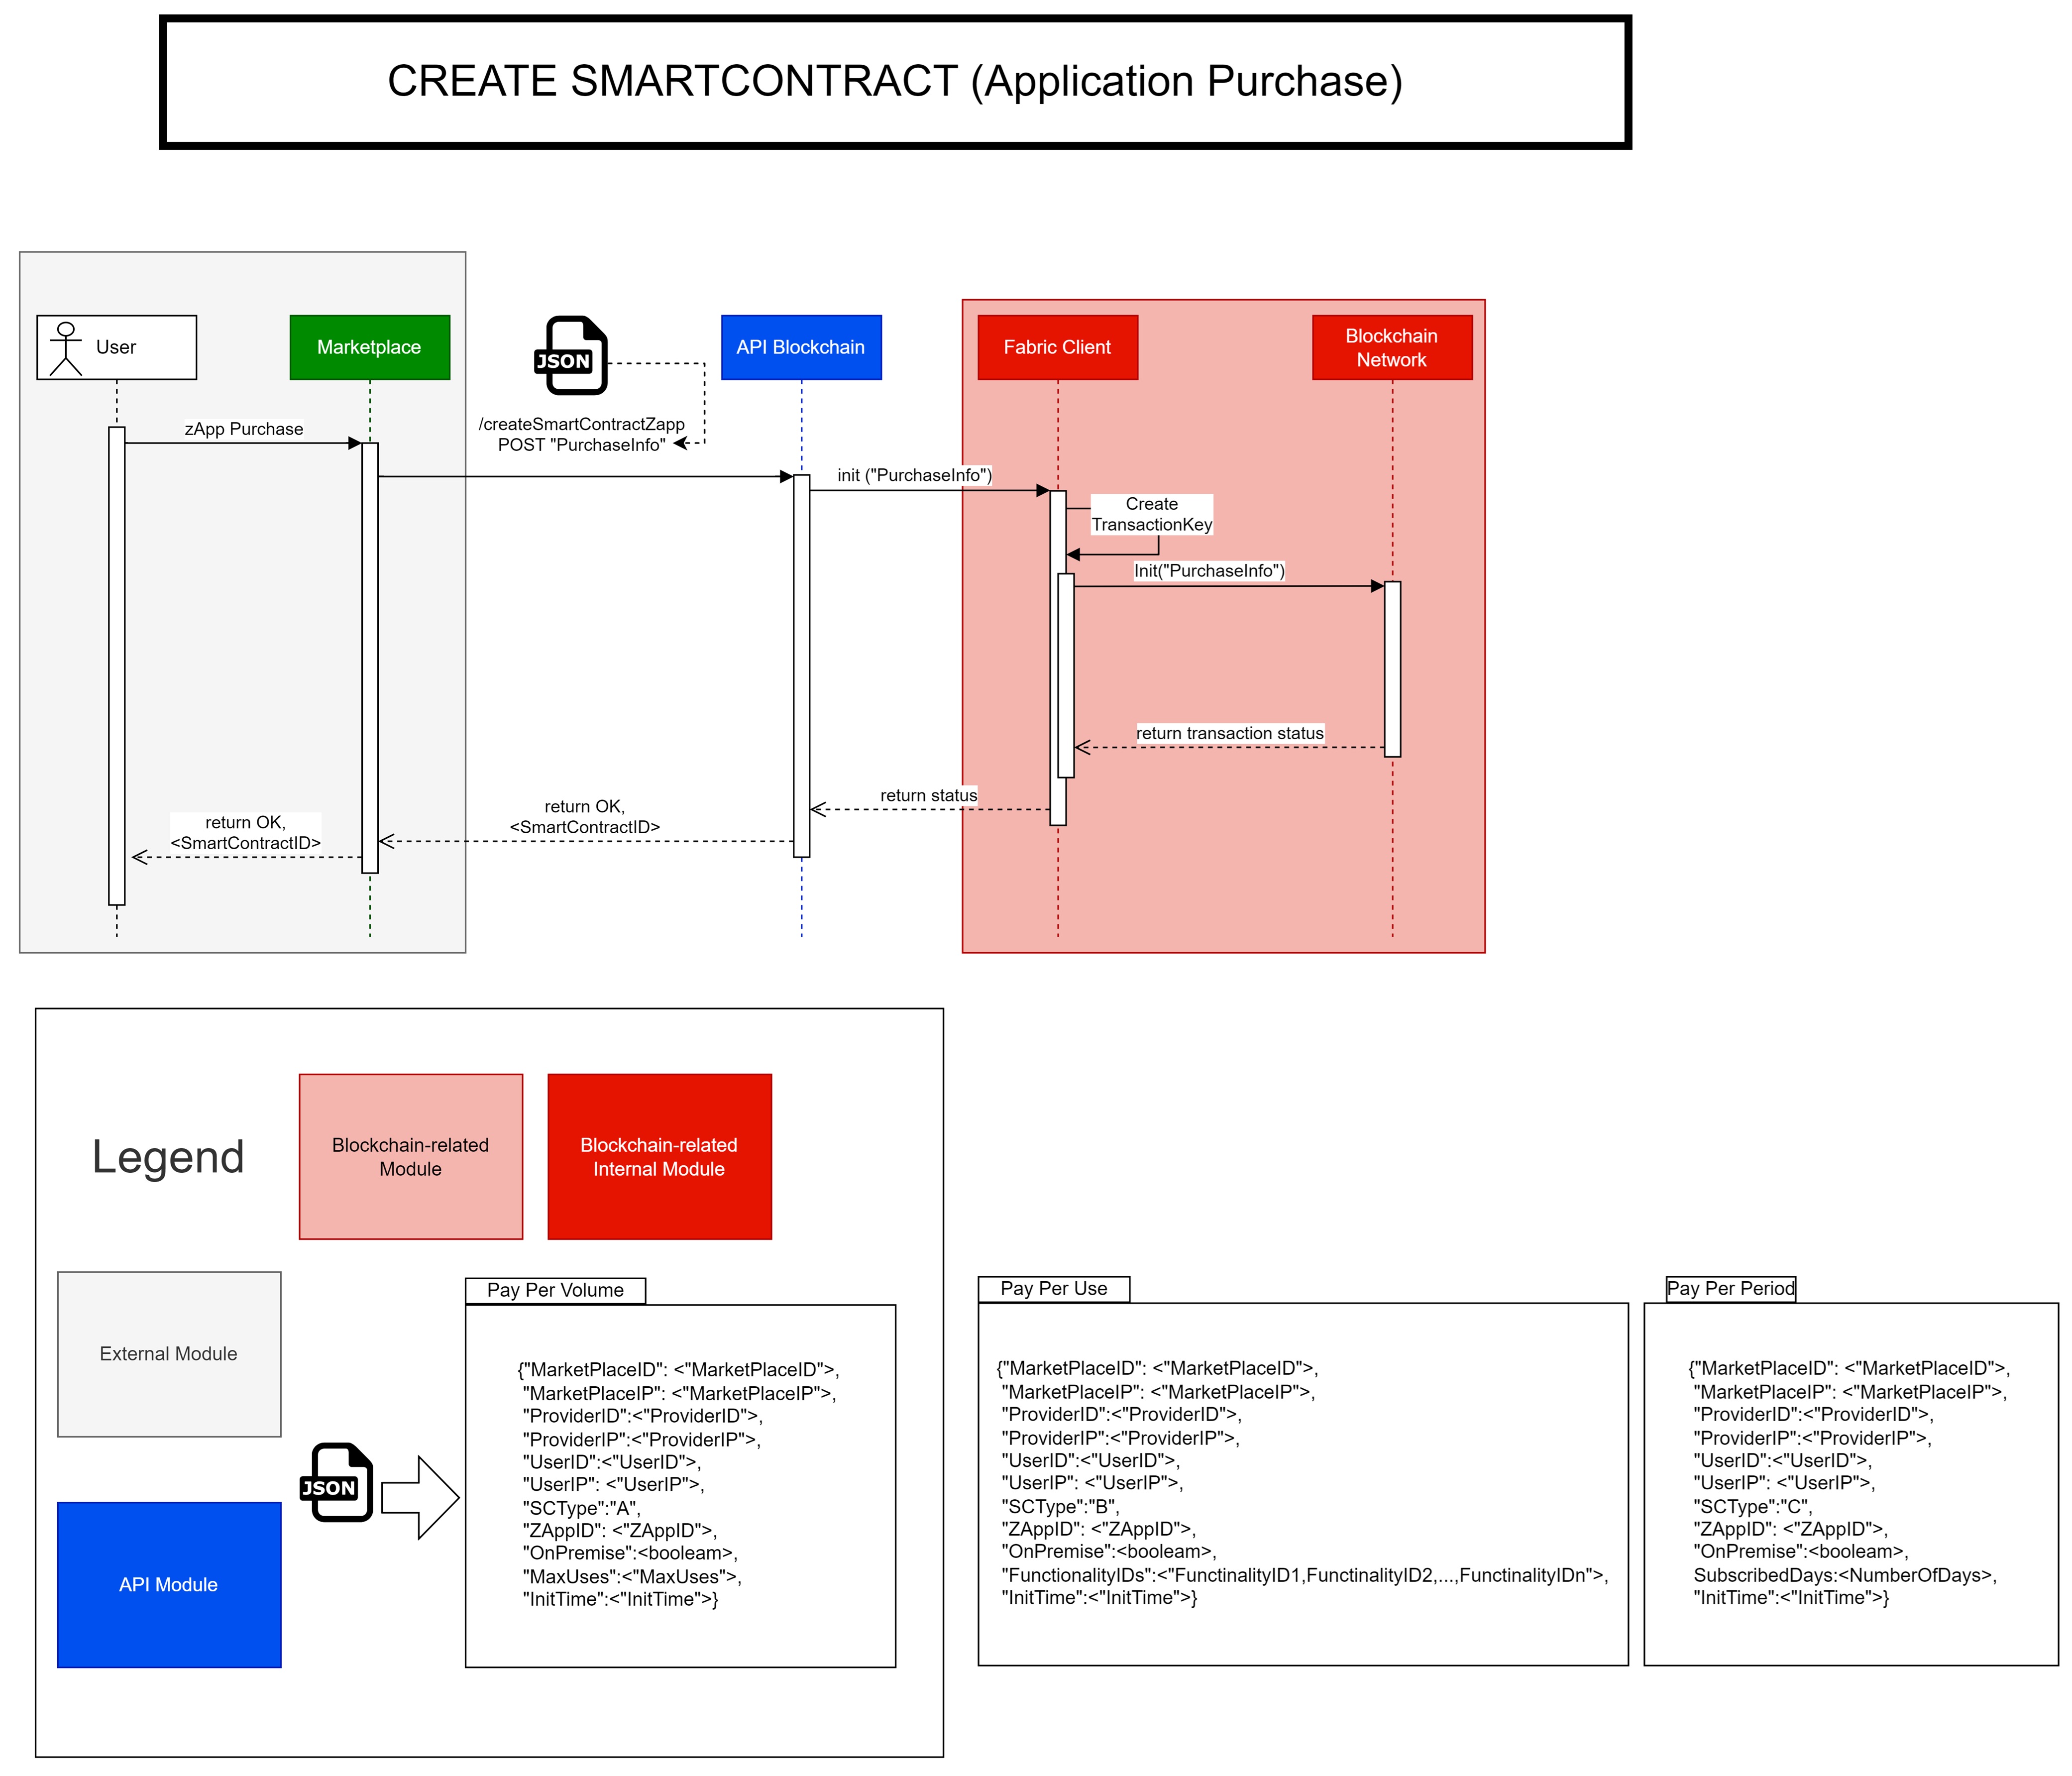 CREATE SMARTCONTRACT (Application Purchase)
User
Marketplace
JSON
API Blockchain
Fabric Client
Blockchain
Network
zApp Purchase
/createSmartContractZapp
POST "PurchaseInfo"
init ("PurchaseInfo")
Create
TransactionKey
Init("PurchaseInfo")
return transaction status
return status
return OK,
<SmartContractID>
return OK,
<SmartContractID>
Legend
Blockchain-related
Module
Blockchain-related
Internal Module
External Module
API Module
JSON
Pay Per Volume
{"MarketPlaceID": <"MarketPlaceID">,
"MarketPlaceIP": <"MarketPlaceIP">,
"ProviderID":<"ProviderID">,
"ProviderIP":<"ProviderIP">,
"UserID":<"UserID">,
"UserIP": <"UserIP">,
"SCType":"A",
"ZAppID": <"ZAppID">,
"OnPremise":<booleam>,
"MaxUses":<"MaxUses">,
"InitTime":<"InitTime">}
Pay Per Use
{"MarketPlaceID": <"MarketPlaceID">,
"MarketPlaceIP": <"MarketPlaceIP">,
"ProviderID":<"ProviderID">,
"ProviderIP":<"ProviderIP">,
"UserID":<"UserID">,
"UserIP": <"UserIP">,
"SCType":"B",
"ZAppID": <"ZAppID">,
"OnPremise":<booleam>,
"FunctionalityIDs":<"FunctinalityID1,FunctinalityID2,...,FunctinalityIDn">,
"InitTime":<"InitTime">}
Pay Per Period
{"MarketPlaceID": <"MarketPlaceID">,
"MarketPlaceIP": <"MarketPlaceIP">,
"ProviderID":<"ProviderID">,
"ProviderIP":<"ProviderIP">,
"UserID":<"UserID">,
"UserIP": <"UserIP">,
"SCType":"C",
"ZAppID": <"ZAppID">,
"OnPremise":<booleam>,
SubscribedDays:<NumberOfDays>,
"InitTime":<"InitTime">}